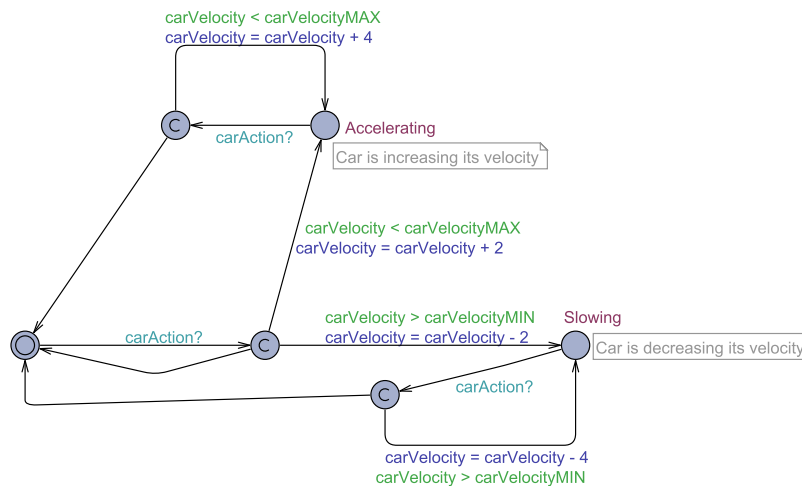 carVelocity < carVelocityMAX
carVelocity = carVelocity + 4
C
carAction?
Accelerating
Car is increasing its velocity
carVelocity < carVelocityMAX
carVelocity = carVelocity + 2
carAction?
C
carVelocity > carVelocityMIN
carVelocity = carVelocity - 2
Slowing
Car is decreasing its velocity
carAction?
C
carVelocity = carVelocity - 4
carVelocity > carVelocityMIN